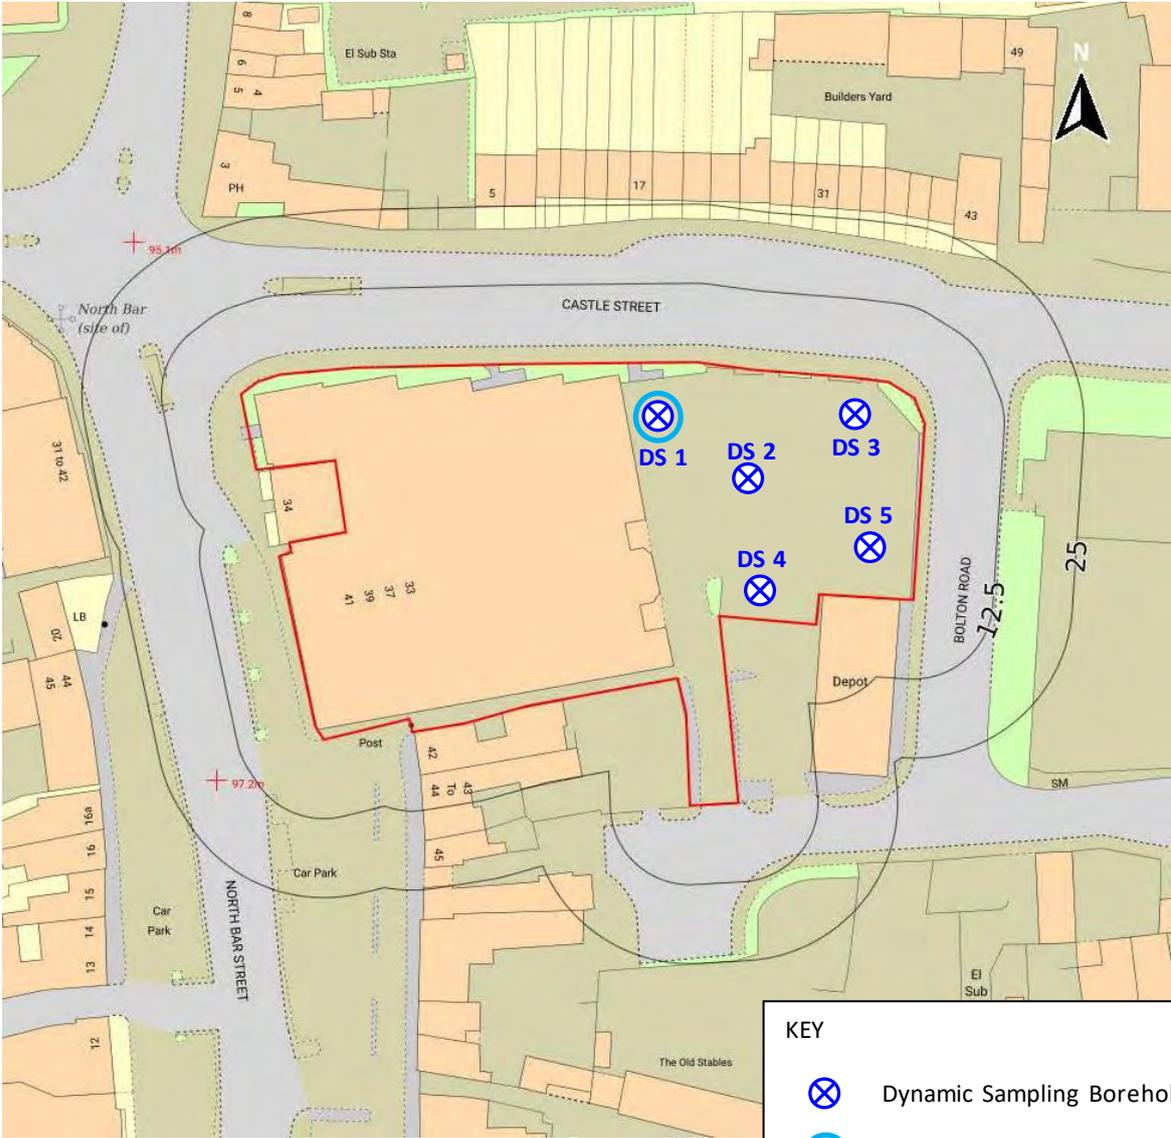 8
El Sub Sta
49
N
6
5 4
Builders Yard
3
PH
5
17
31
43
95.1m
North Bar
(site of)
CASTLE STREET
31 to 42
DS 1
DS 2
DS 3
34
DS 5
DS 4
25
12.5
BOLTON ROAD
41 39 37 33
LB
20
45 44
Depot
Post
42
97.2m
44 To 43
SM
16a
16
45
Car Park
15
NORTH BAR STREET
Car
Park
14
13
El
Sub
KEY
12
The Old Stables
Dynamic Sampling Borehol